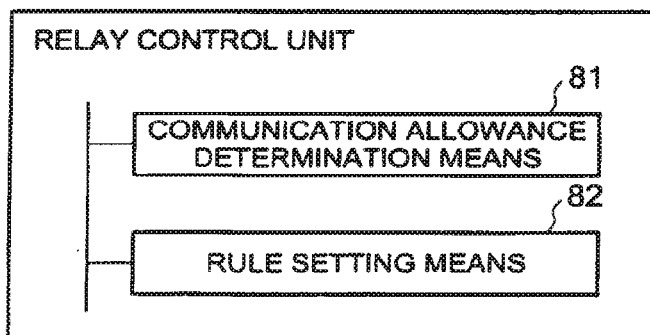 RELAY CONTROL UNIT
81
COMMUNICATION ALLOWANCE
DETERMINATION MEANS
82
RULE SETTING MEANS